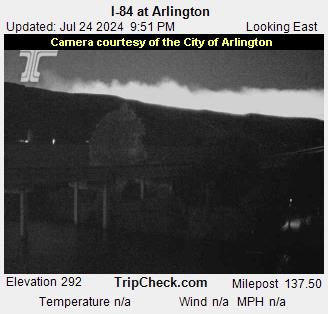 I-84 at Arlington
Updated: Jul 24 2024 9:51 PM Looking East
Camera courtesy of the City of Arlington
Elevation 292 TripCheck.com Milepost 137.50
Temperature n/a Wind n/a MPH n/a